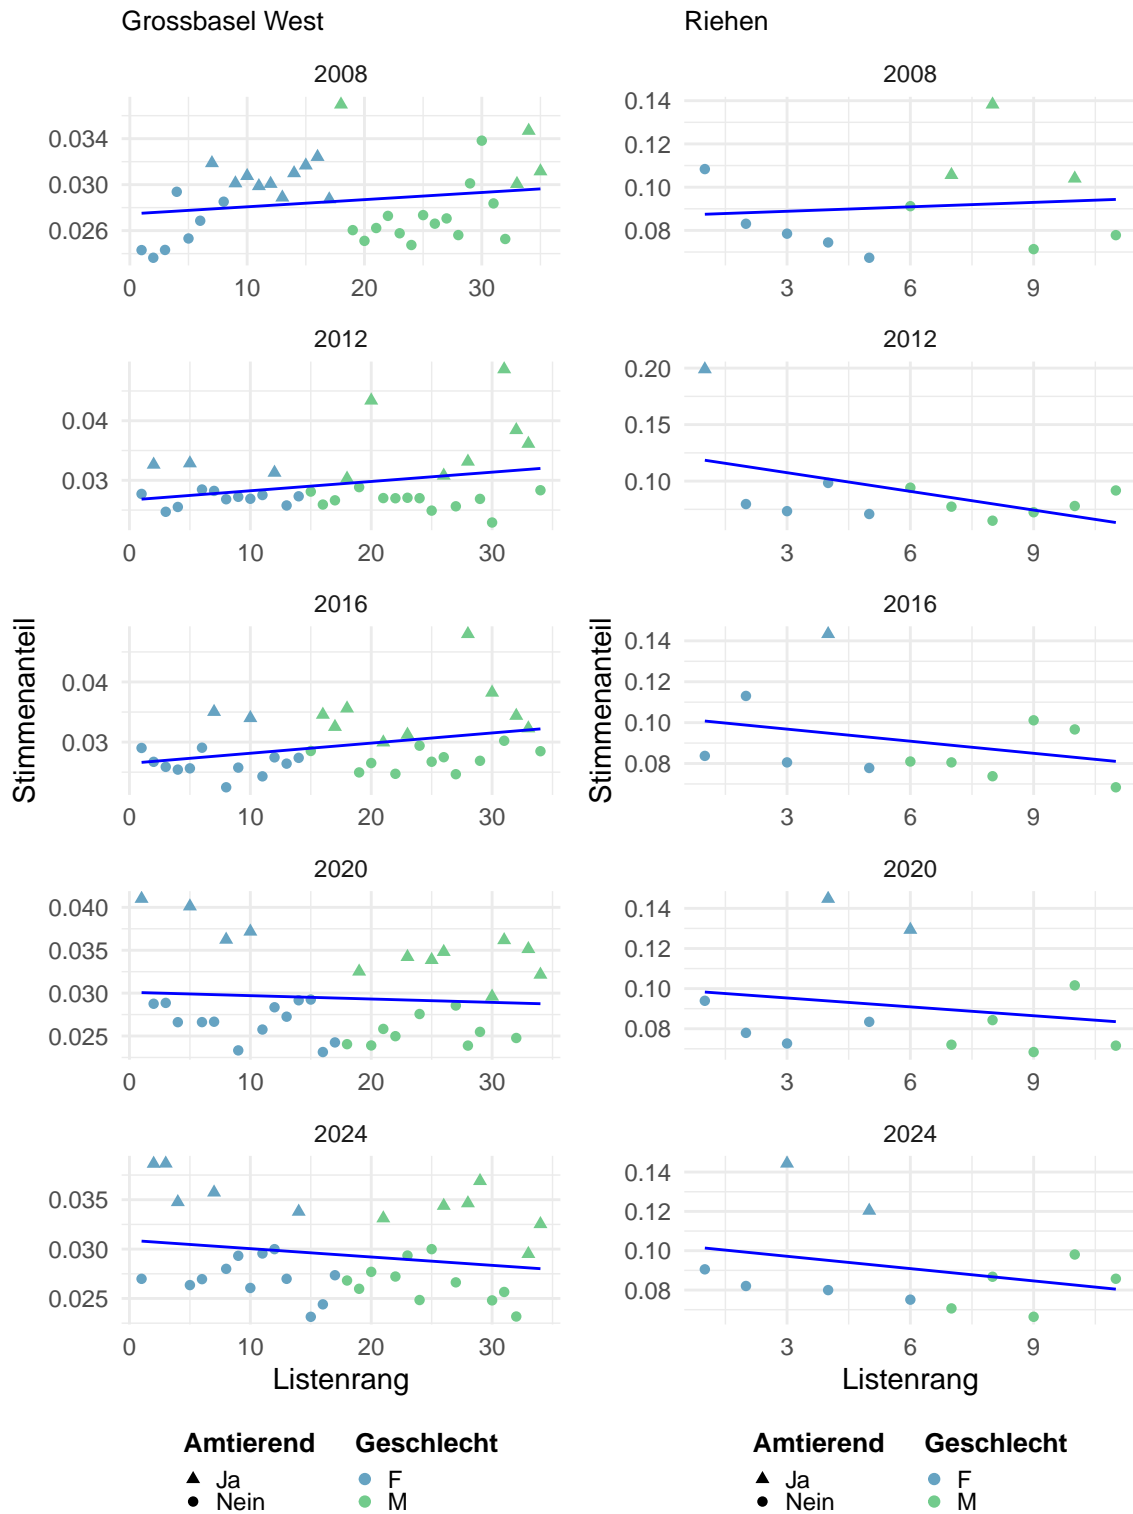 Grossbasel West
2008
0.034
0.030
0.026
0 10 20 30
2012
0.04
0.03
0 10 20 30
2016
0.04
0.03
0 10 20 30
2020
0.040
0.035
0.030
0.025
0 10 20 30
2024
0.035
0.030
0.025
0 10 20 30
Stimmenanteil
Listenrang
Amtierend Geschlecht
Ja F
Nein M
Riehen
2008
0.14
0.12
0.10
0.08
3 6 9
2012
0.20
0.15
0.10
3 6 9
2016
0.14
0.12
0.10
0.08
3 6 9
2020
0.14
0.12
0.10
0.08
3 6 9
2024
0.14
0.12
0.10
0.08
3 6 9
Stimmenanteil
Listenrang
Amtierend Geschlecht
Ja F
Nein M